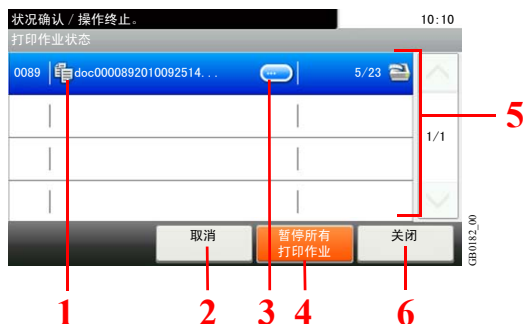 状况确认 / 操作终止。 10:10
打印作业状态
0089 doc0000892010092514... 5/23
1/1
5
取消 暂停所有
打印作业 关闭
GB0182_00
1 2 3 4 6